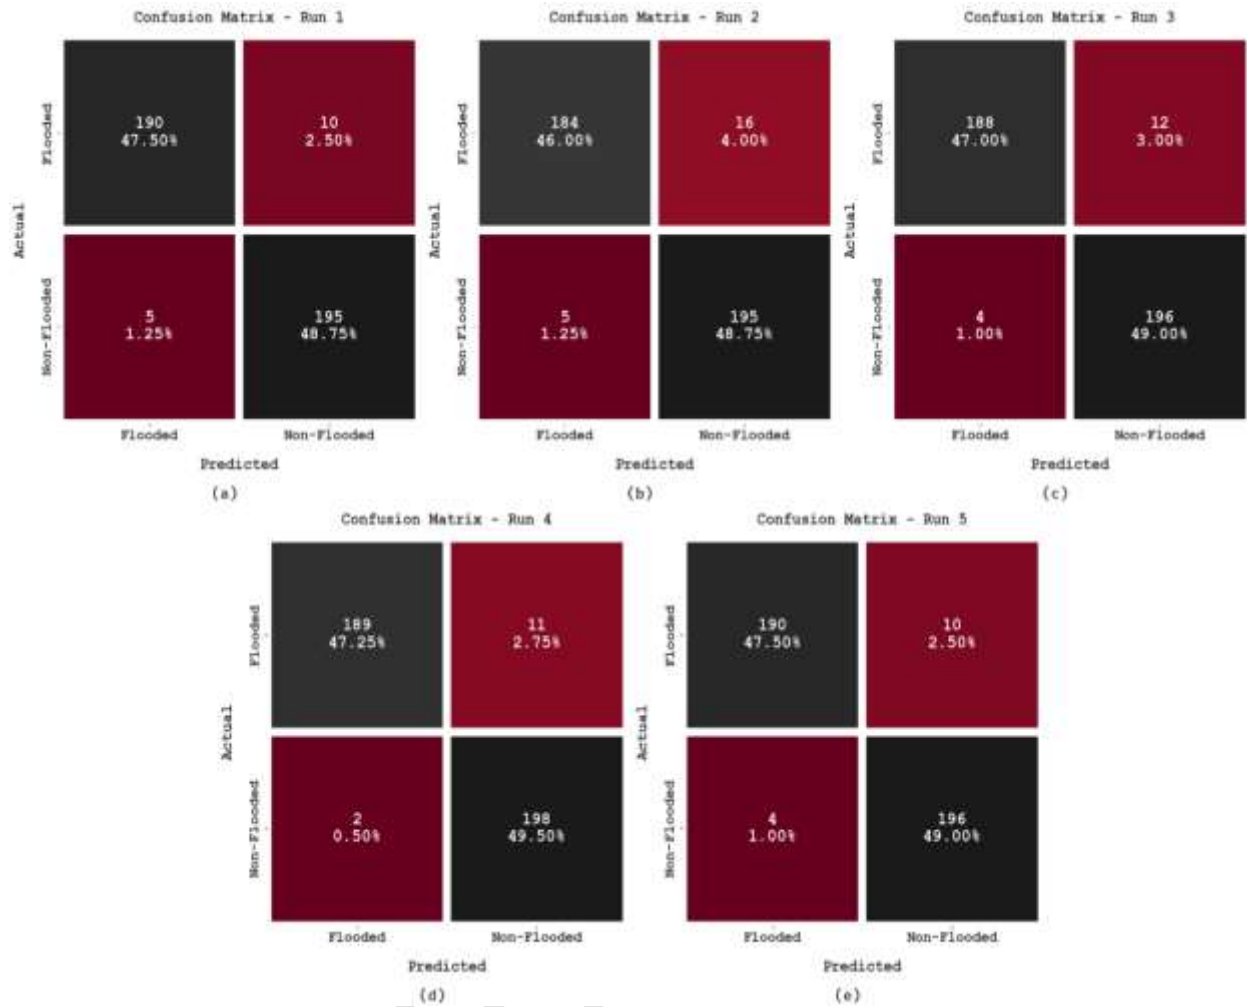 Confusion Matrix - Run 1
Actual
Flooded
190
47.50%
10
2.50%
Non-Flooded
5
1.25%
195
48.75%
Flooded
Non-Flooded
Predicted
(a)
Confusion Matrix - Run 2
Actual
Flooded
184
46.00%
16
4.00%
Non-Flooded
5
1.25%
195
48.75%
Flooded
Non-Flooded
Predicted
(b)
Confusion Matrix - Run 3
Actual
Flooded
188
47.00%
12
3.00%
Non-Flooded
4
1.00%
196
49.00%
Flooded
Non-Flooded
Predicted
(c)
Confusion Matrix - Run 4
Actual
Flooded
189
47.25%
11
2.75%
Non-Flooded
2
0.50%
198
49.50%
Flooded
Non-Flooded
Predicted
(d)
Confusion Matrix - Run 5
Actual
Flooded
190
47.50%
10
2.50%
Non-Flooded
4
1.00%
196
49.00%
Flooded
Non-Flooded
Predicted
(e)